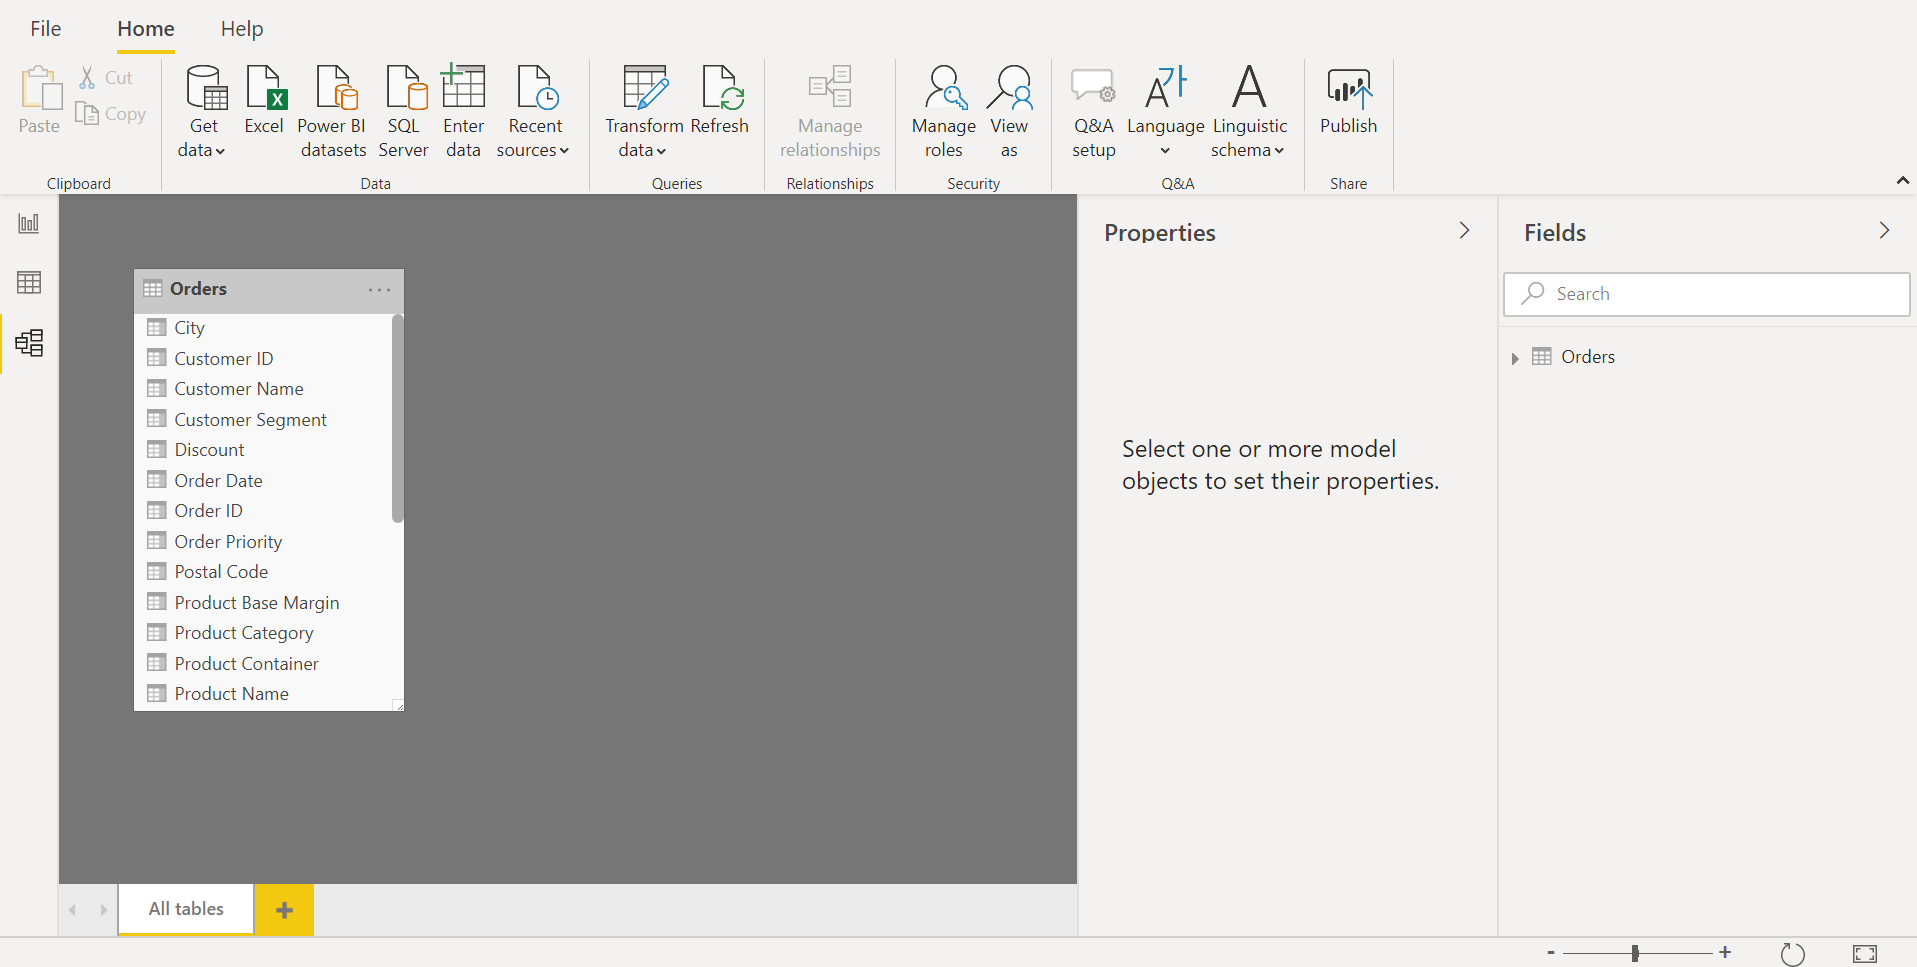 File Home Help
Paste
Cut
Copy
Clipboard
Get data
Excel
Power BI datasets
SQL Server
Enter data
Recent sources
Data
Transform data
Refresh
Queries
Manage relationships
Relationships
Manage roles
View as
Security
Q&A setup
Language
Linguistic schema
Q&A
Publish
Share
Orders
City
Customer ID
Customer Name
Customer Segment
Discount
Order Date
Order ID
Order Priority
Postal Code
Product Base Margin
Product Category
Product Container
Product Name
Properties
Select one or more model
objects to set their properties.
Fields
Search
Orders
All tables